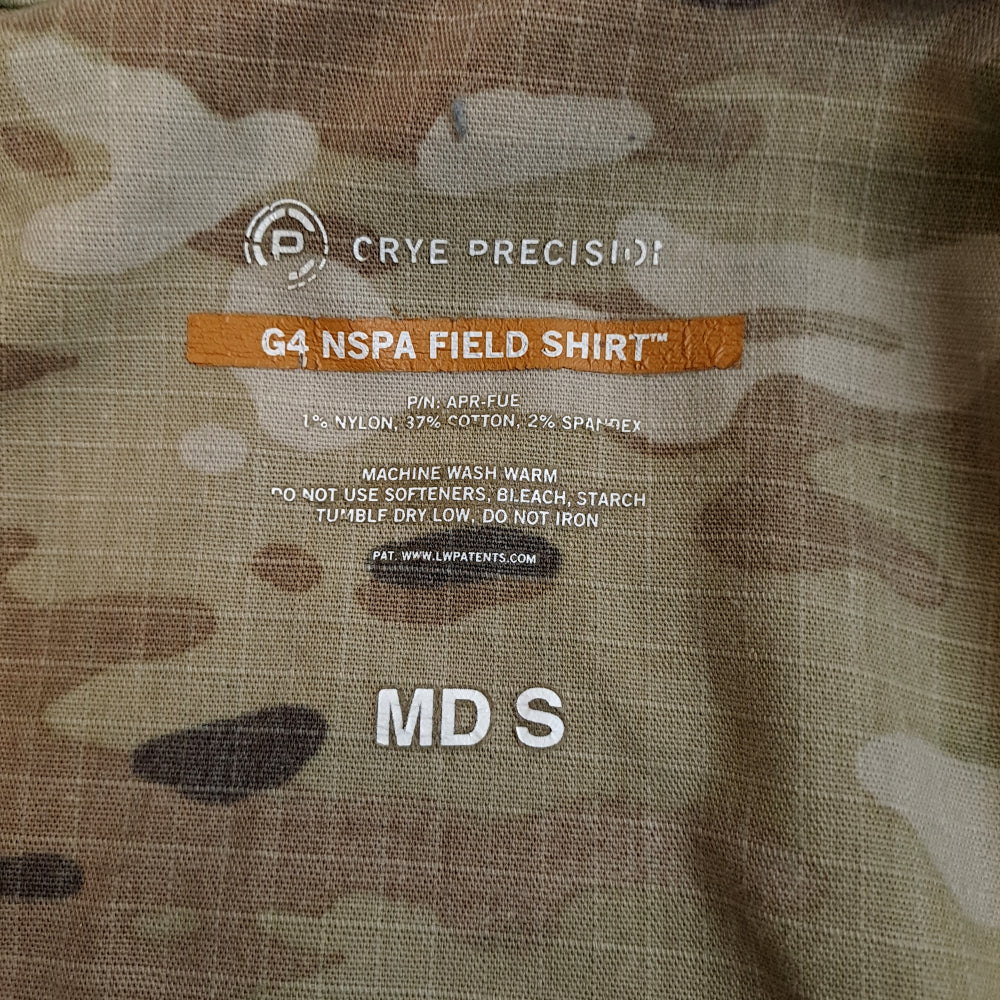 P CRYE PRECISION
G4 NSPA FIELD SHIRT™
P/N: APR-FUE
1% NYLON, 37% COTTON, 2% SPANDEX
MACHINE WASH WARM
DO NOT USE SOFTENERS, BLEACH, STARCH
TUMBLE DRY LOW, DO NOT IRON
PAT. WWW.LWPATENTS.COM
MD S